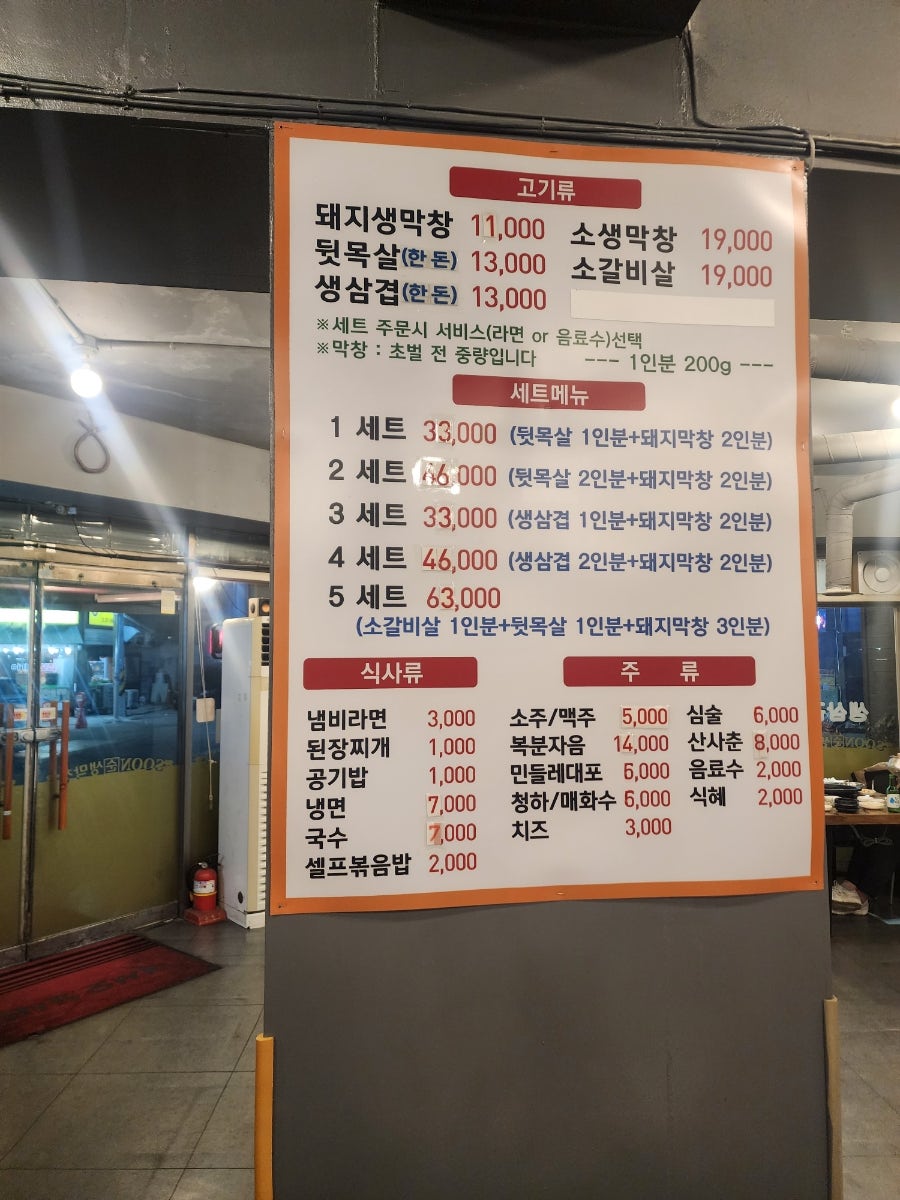 고기류
돼지생막창 11,000
뒷목살(한돈) 13,000
생삼겹(한돈) 13,000
소생막창 19,000
소갈비살 19,000
※세트 주문시 서비스(라면 or 음료수)선택
※막창 : 초벌 전 중량입니다 --- 1인분 200g ---
세트메뉴
1 세트 33,000 (뒷목살 1인분+돼지막창 2인분)
2 세트 46,000 (뒷목살 2인분+돼지막창 2인분)
3 세트 33,000 (생삼겹 1인분+돼지막창 2인분)
4 세트 46,000 (생삼겹 2인분+돼지막창 2인분)
5 세트 63,000
(소갈비살 1인분+뒷목살 1인분+돼지막창 3인분)
식사류
냄비라면 3,000
된장찌개 1,000
공기밥 1,000
냉면 7,000
국수 7,000
셀프볶음밥 2,000
주 류
소주/맥주 5,000
복분자음 14,000
민들레대포 6,000
청하/매화수 6,000
치즈 3,000
심술 6,000
산사춘 8,000
음료수 2,000
식혜 2,000
SOON